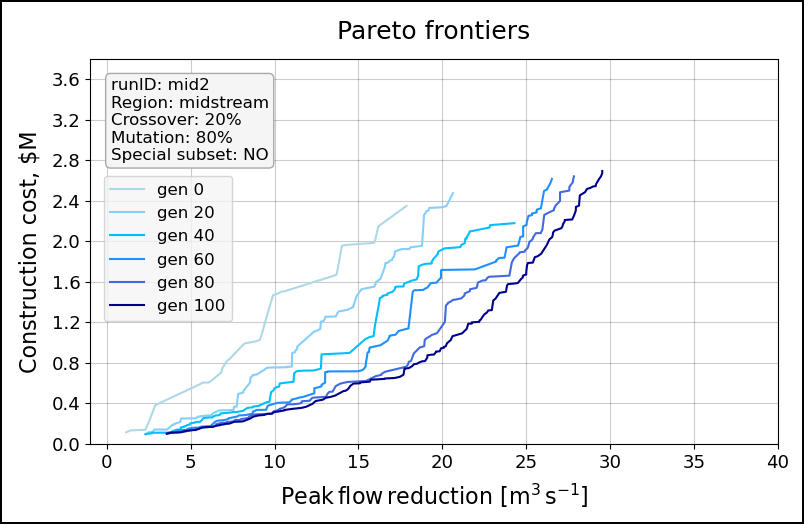 Pareto frontiers
Construction cost, $M
3.6
3.2
2.8
2.4
2.0
1.6
1.2
0.8
0.4
0.0
runID: mid2
Region: midstream
Crossover: 20%
Mutation: 80%
Special subset: NO
gen 0
gen 20
gen 40
gen 60
gen 80
gen 100
0 5 10 15 20 25 30 35 40
Peak flow reduction [m³ s⁻¹]